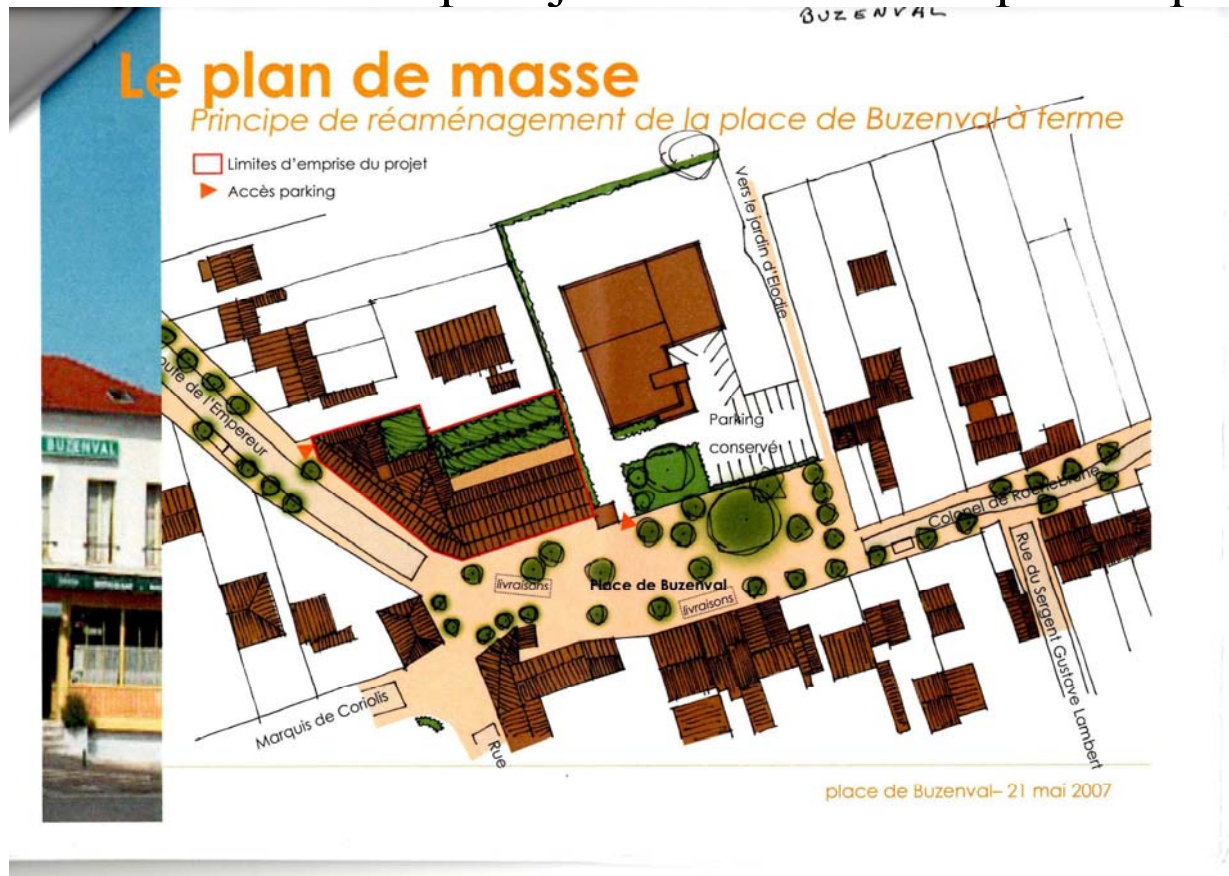 BUZENVAL
Le plan de masse
Principe de réaménagement de la place de Buzenval à terme
Limites d'emprise du projet
Accès parking
Vers le jardin d'Elodie
BUZENVAL
oute de l'Empereur
Parking
conservé
Colonel de Rochebrune
livraisons
Place de Buzenval
livraisons
Rue du Sergent Gustave Lambert
Marquis de Coriolis
Rue
place de Buzenval– 21 mai 2007